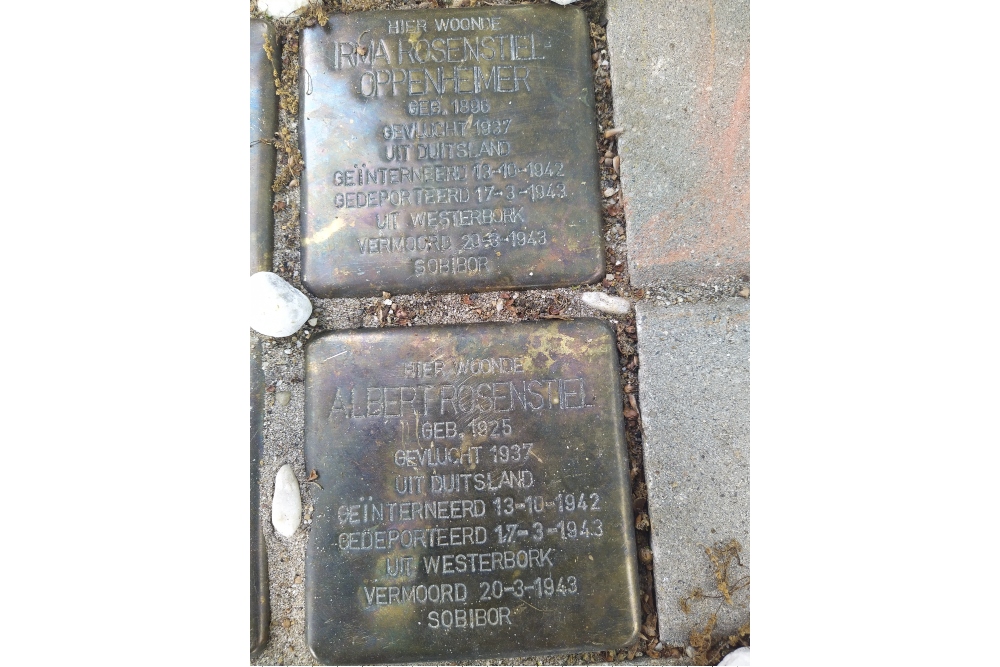 HIER WOONDE
IRMA ROSENSTIEL-
OPPENHEIMER
GEB. 1896
GEVLUCHT 1937
UIT DUITSLAND
GEÏNTERNEERD 13-10-1942
GEDEPORTEERD 17-3-1943
UIT WESTERBORK
VERMOORD 20-3-1943
SOBIBOR
HIER WOONDE
ALBERT ROSENSTIEL
GEB. 1925
GEVLUCHT 1937
UIT DUITSLAND
GEÏNTERNEERD 13-10-1942
GEDEPORTEERD 17-3-1943
UIT WESTERBORK
VERMOORD 20-3-1943
SOBIBOR